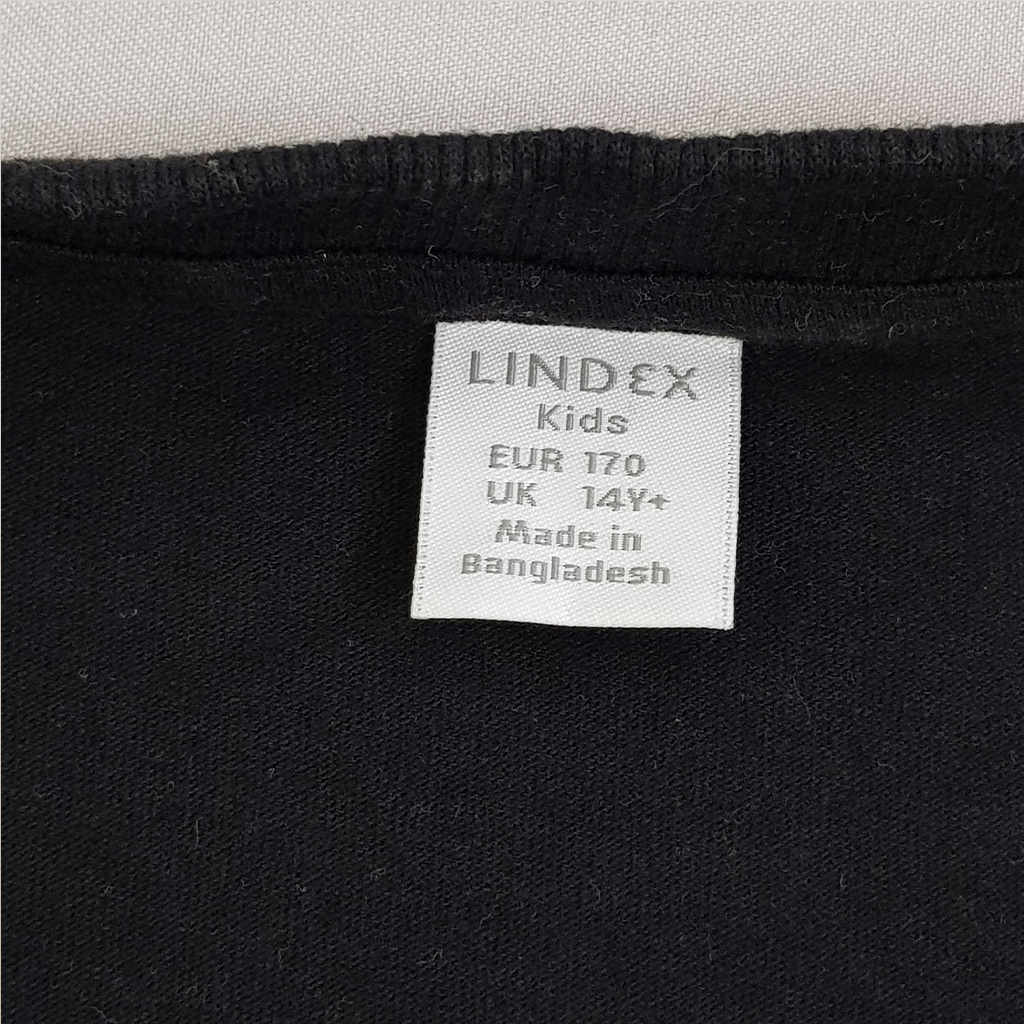 LINDEX
Kids
EUR 170
UK 14Y+
Made in
Bangladesh